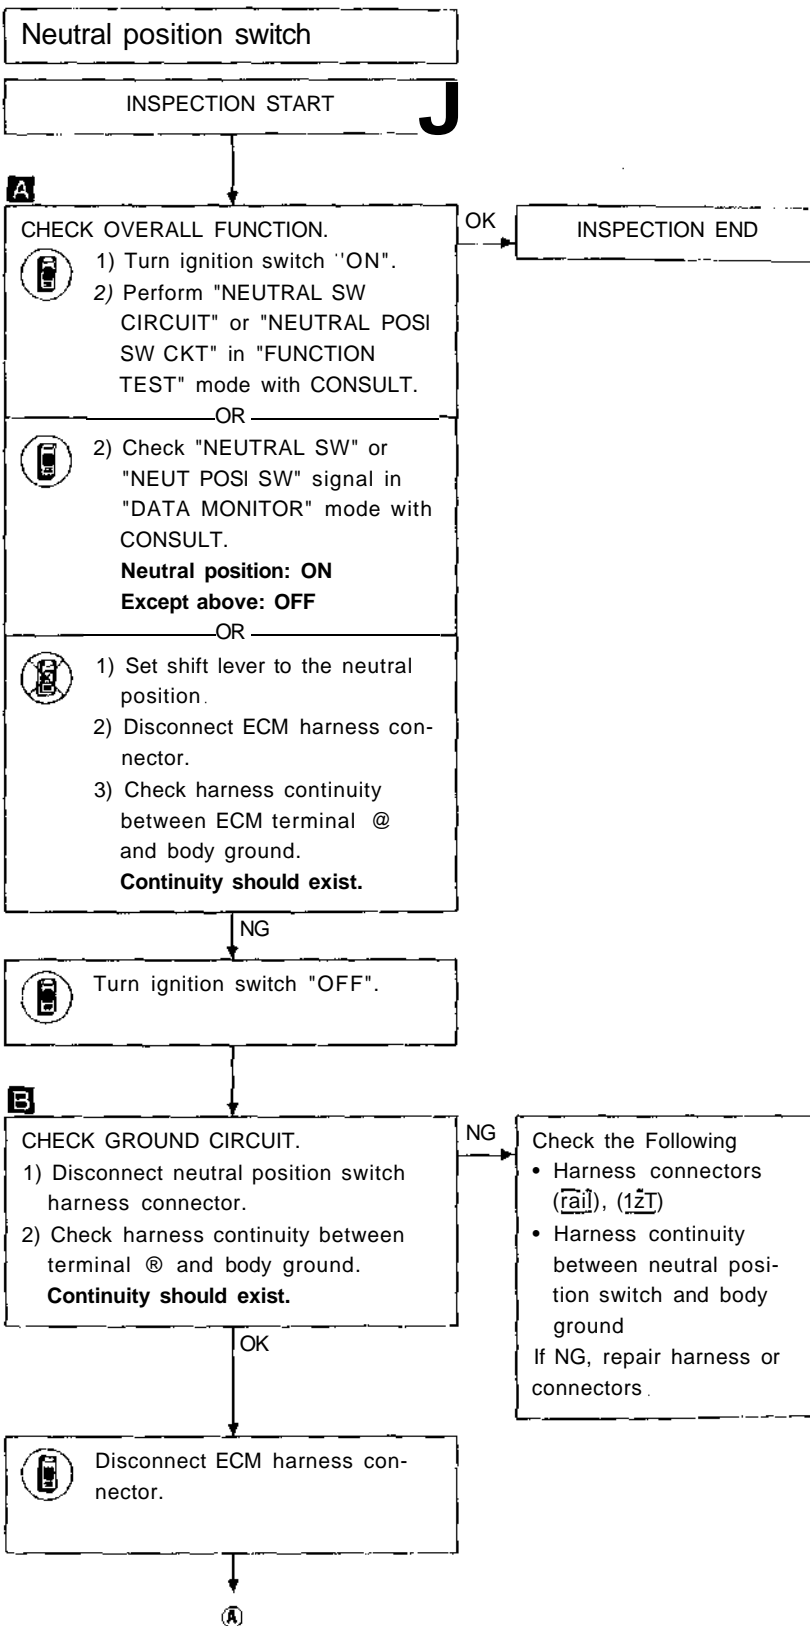 Neutral position switch
INSPECTION START
J
A
CHECK OVERALL FUNCTION.
1) Turn ignition switch ''ON".
2) Perform "NEUTRAL SW
CIRCUIT" or "NEUTRAL POSI
SW CKT" in "FUNCTION
TEST" mode with CONSULT.
OR
2) Check "NEUTRAL SW" or
"NEUT POSI SW" signal in
"DATA MONITOR" mode with
CONSULT.
Neutral position: ON
Except above: OFF
OR
1) Set shift lever to the neutral
position.
2) Disconnect ECM harness con-
nector.
3) Check harness continuity
between ECM terminal @
and body ground.
Continuity should exist.
OK
INSPECTION END
NG
Turn ignition switch "OFF".
B
CHECK GROUND CIRCUIT.
1) Disconnect neutral position switch
harness connector.
2) Check harness continuity between
terminal ® and body ground.
Continuity should exist.
NG
Check the Following
• Harness connectors
• Harness continuity
between neutral posi-
tion switch and body
ground
If NG, repair harness or
connectors.
OK
Disconnect ECM harness con-
nector.
Ⓐ